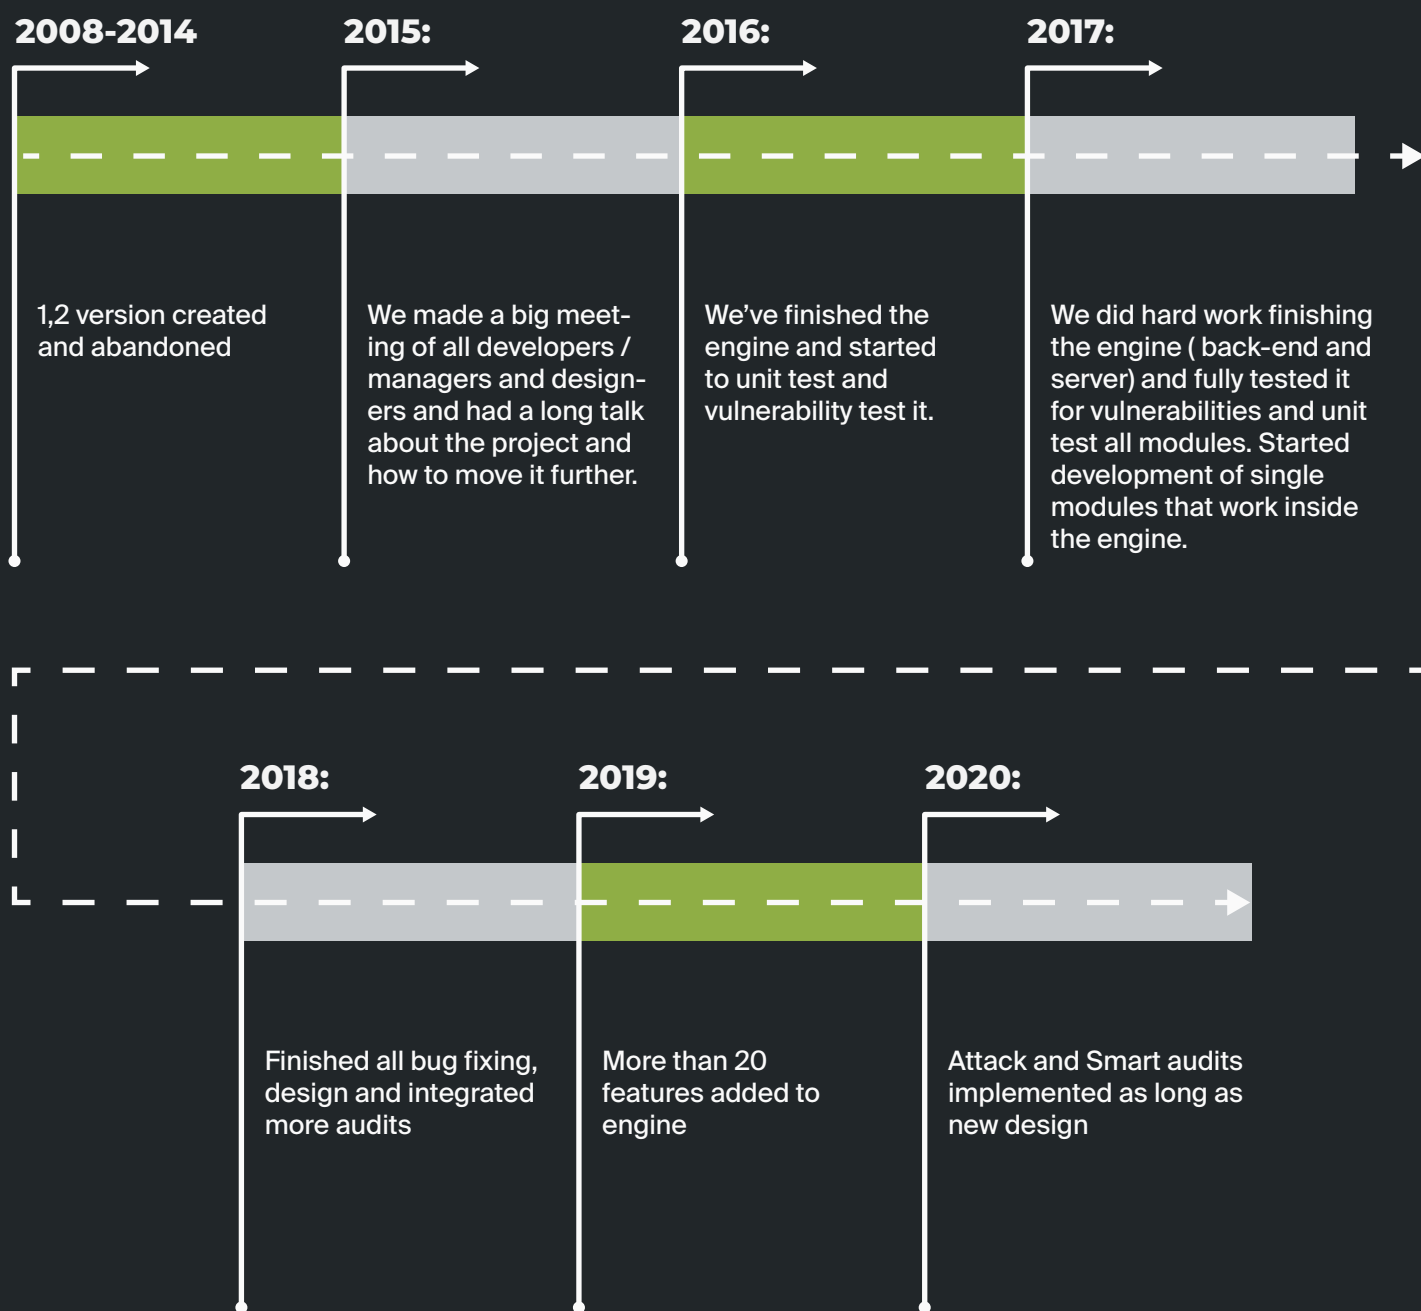 2008-2014
1,2 version created
and abandoned
2015:
We made a big meet-
ing of all developers /
managers and design-
ers and had a long talk
about the project and
how to move it further.
2016:
We've finished the
engine and started
to unit test and
vulnerability test it.
2017:
We did hard work finishing
the engine ( back-end and
server) and fully tested it
for vulnerabilities and unit
test all modules. Started
development of single
modules that work inside
the engine.
2018:
Finished all bug fixing,
design and integrated
more audits
2019:
More than 20
features added to
engine
2020:
Attack and Smart audits
implemented as long as
new design